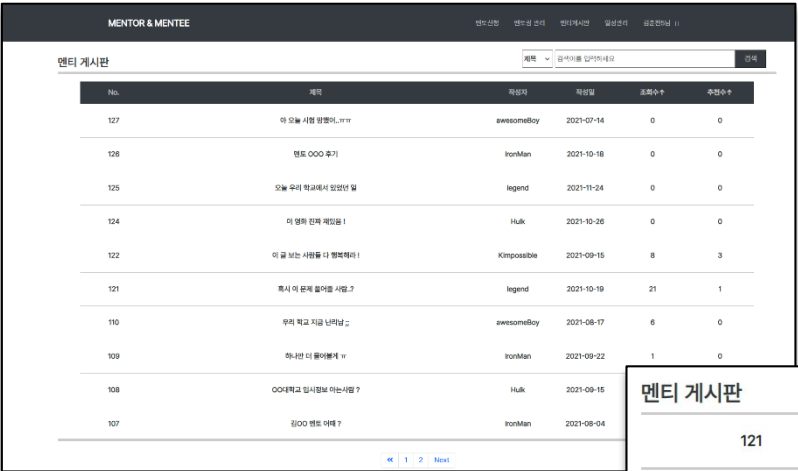 MENTOR & MENTEE 멘토신청 멘토링 관리 멘티게시판 일정관리
멘티 게시판 제목 검색어를 입력하세요 검색
No. 제목 작성자 작성일 조회수↑ 추천수↑
127 아 오늘 시험 망했어..ㅠㅠ awesomeBoy 2021-07-14 0 0
126 멘토 OOO 후기 IronMan 2021-10-18 0 0
125 오늘 우리 학교에서 있었던 일 legend 2021-11-24 0 0
124 이 영화 진짜 재밌음 ! Hulk 2021-10-26 0 0
122 이 글 보는 사람들 다 행복해라 ! Kimpossible 2021-09-15 8 3
121 혹시 이 문제 풀어줄 사람..? legend 2021-10-19 21 1
110 우리 학교 지금 난리남 ;; awesomeBoy 2021-08-17 6 0
109 하나만 더 물어볼게 ㅠ IronMan 2021-09-22 1 0
108 OO대학교 입시정보 아는사람 ? Hulk 2021-09-15
107 김OO 멘토 어때 ? IronMan 2021-08-04
« 1 2 Next
멘티 게시판
121